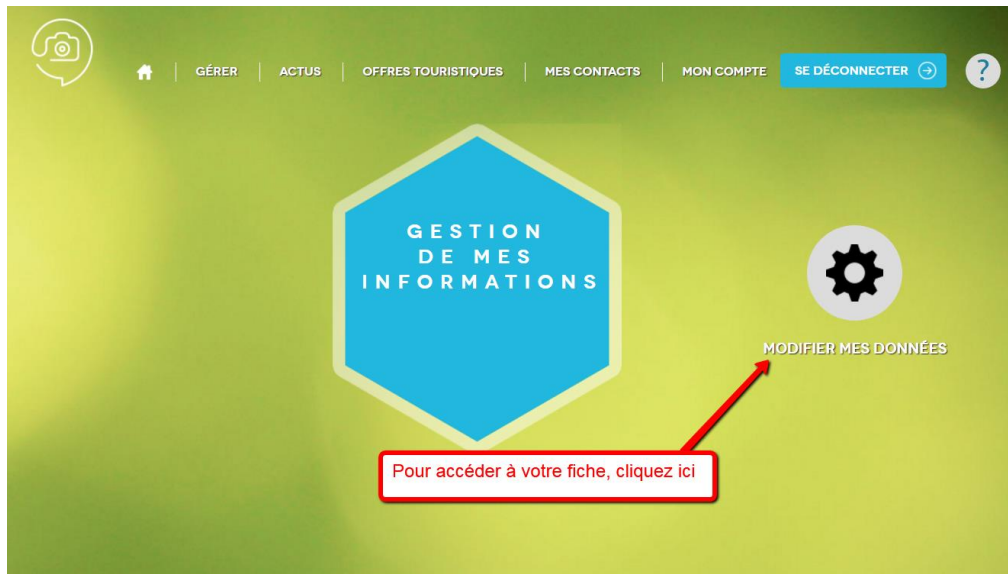 GÉRER
ACTUS
OFFRES TOURISTIQUES
MES CONTACTS
MON COMPTE
SE DÉCONNECTER
?
GESTION
DE MES
INFORMATIONS
MODIFIER MES DONNÉES
Pour accéder à votre fiche, cliquez ici